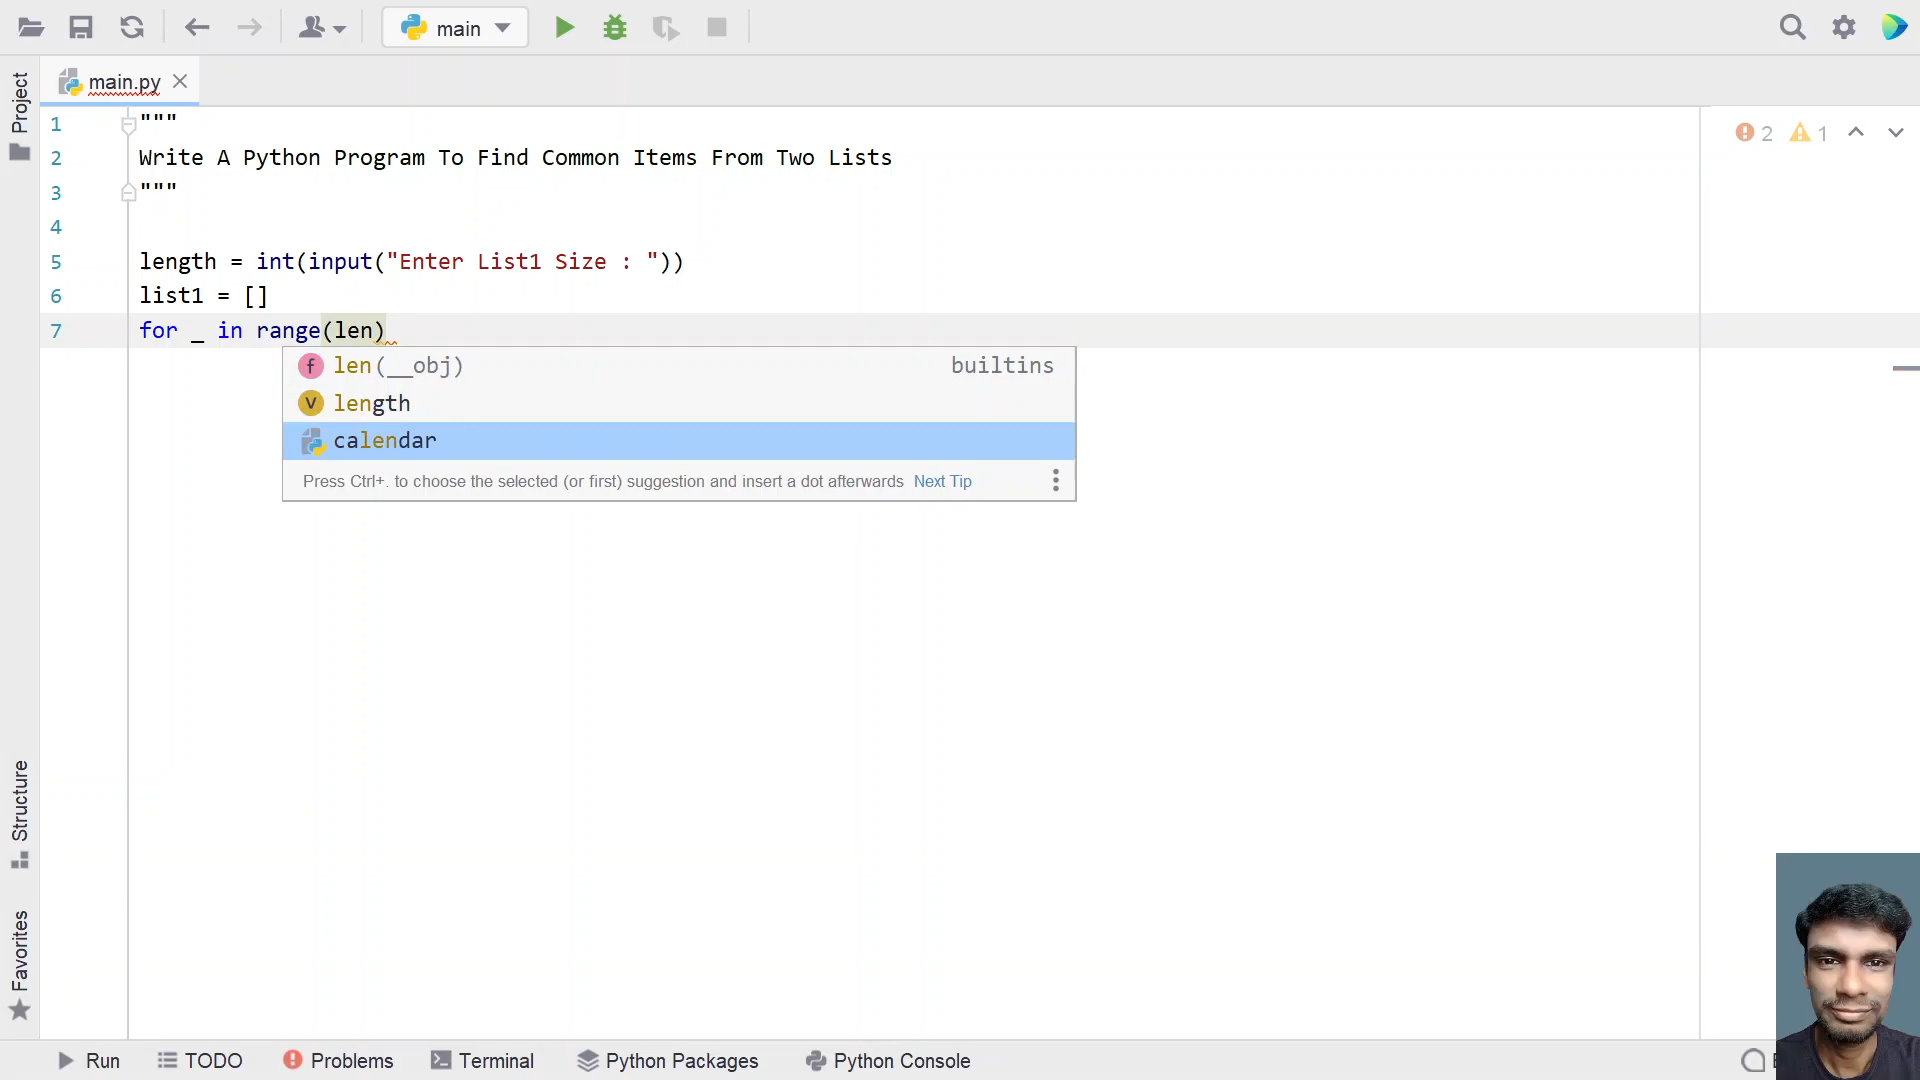 main
main.py
Project
2 1
1 """
2 Write A Python Program To Find Common Items From Two Lists
3 """
4
5 length = int(input("Enter List1 Size : "))
6 list1 = []
7 for _ in range(len)
f len(__obj) builtins
V length
calendar
Press Ctrl+. to choose the selected (or first) suggestion and insert a dot afterwards Next Tip
Structure
Favorites
Run TODO Problems Terminal Python Packages Python Console